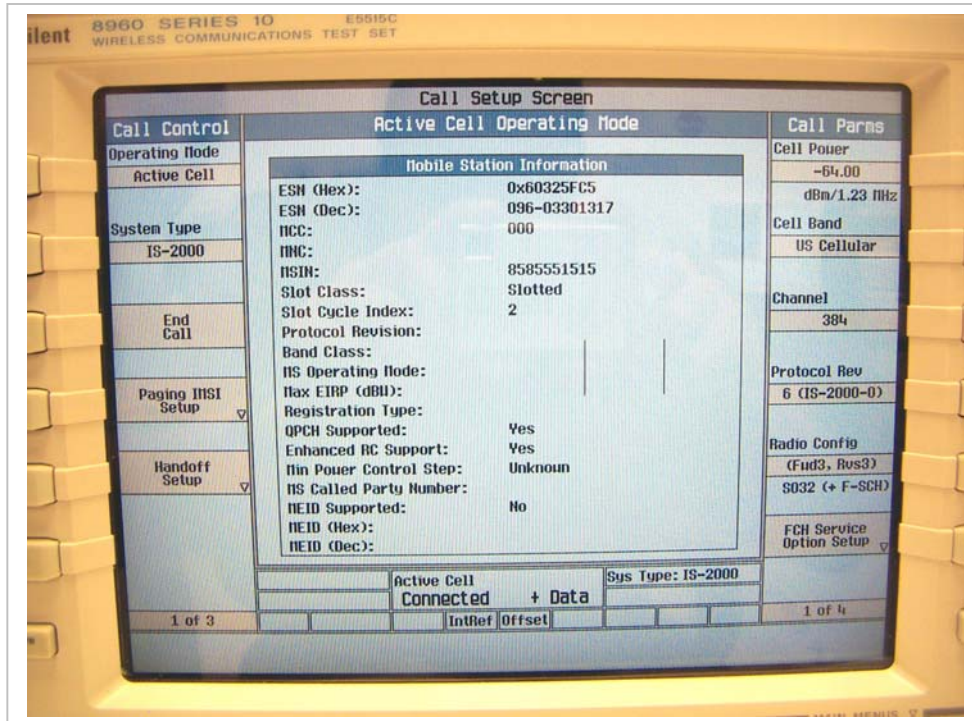 ilent 8960 SERIES 10 E5515C
WIRELESS COMMUNICATIONS TEST SET
Call Setup Screen
Call Control
Operating Mode
Active Cell
System Type
IS-2000
End
Call
Paging IMSI
Setup
Handoff
Setup
1 of 3
Active Cell Operating Mode
Mobile Station Information
ESN (Hex): 0x60325FC5
ESN (Dec): 096-03301317
MCC: 000
MNC:
MSIN: 8585551515
Slot Class: Slotted
Slot Cycle Index: 2
Protocol Revision:
Band Class:
MS Operating Mode:
Max EIRP (dBW):
Registration Type:
QPCH Supported: Yes
Enhanced RC Support: Yes
Min Power Control Step: Unknown
MS Called Party Number:
MEID Supported: No
MEID (Hex):
MEID (Dec):
Active Cell
Connected + Data
Sys Type: IS-2000
IntRef Offset
Call Parms
Cell Power
-64.00
dBm/1.23 MHz
Cell Band
US Cellular
Channel
384
Protocol Rev
6 (IS-2000-0)
Radio Config
(Fwd3, Rvs3)
SO32 (+ F-SCH)
FCH Service
Option Setup
1 of 4
MAIN MENUS